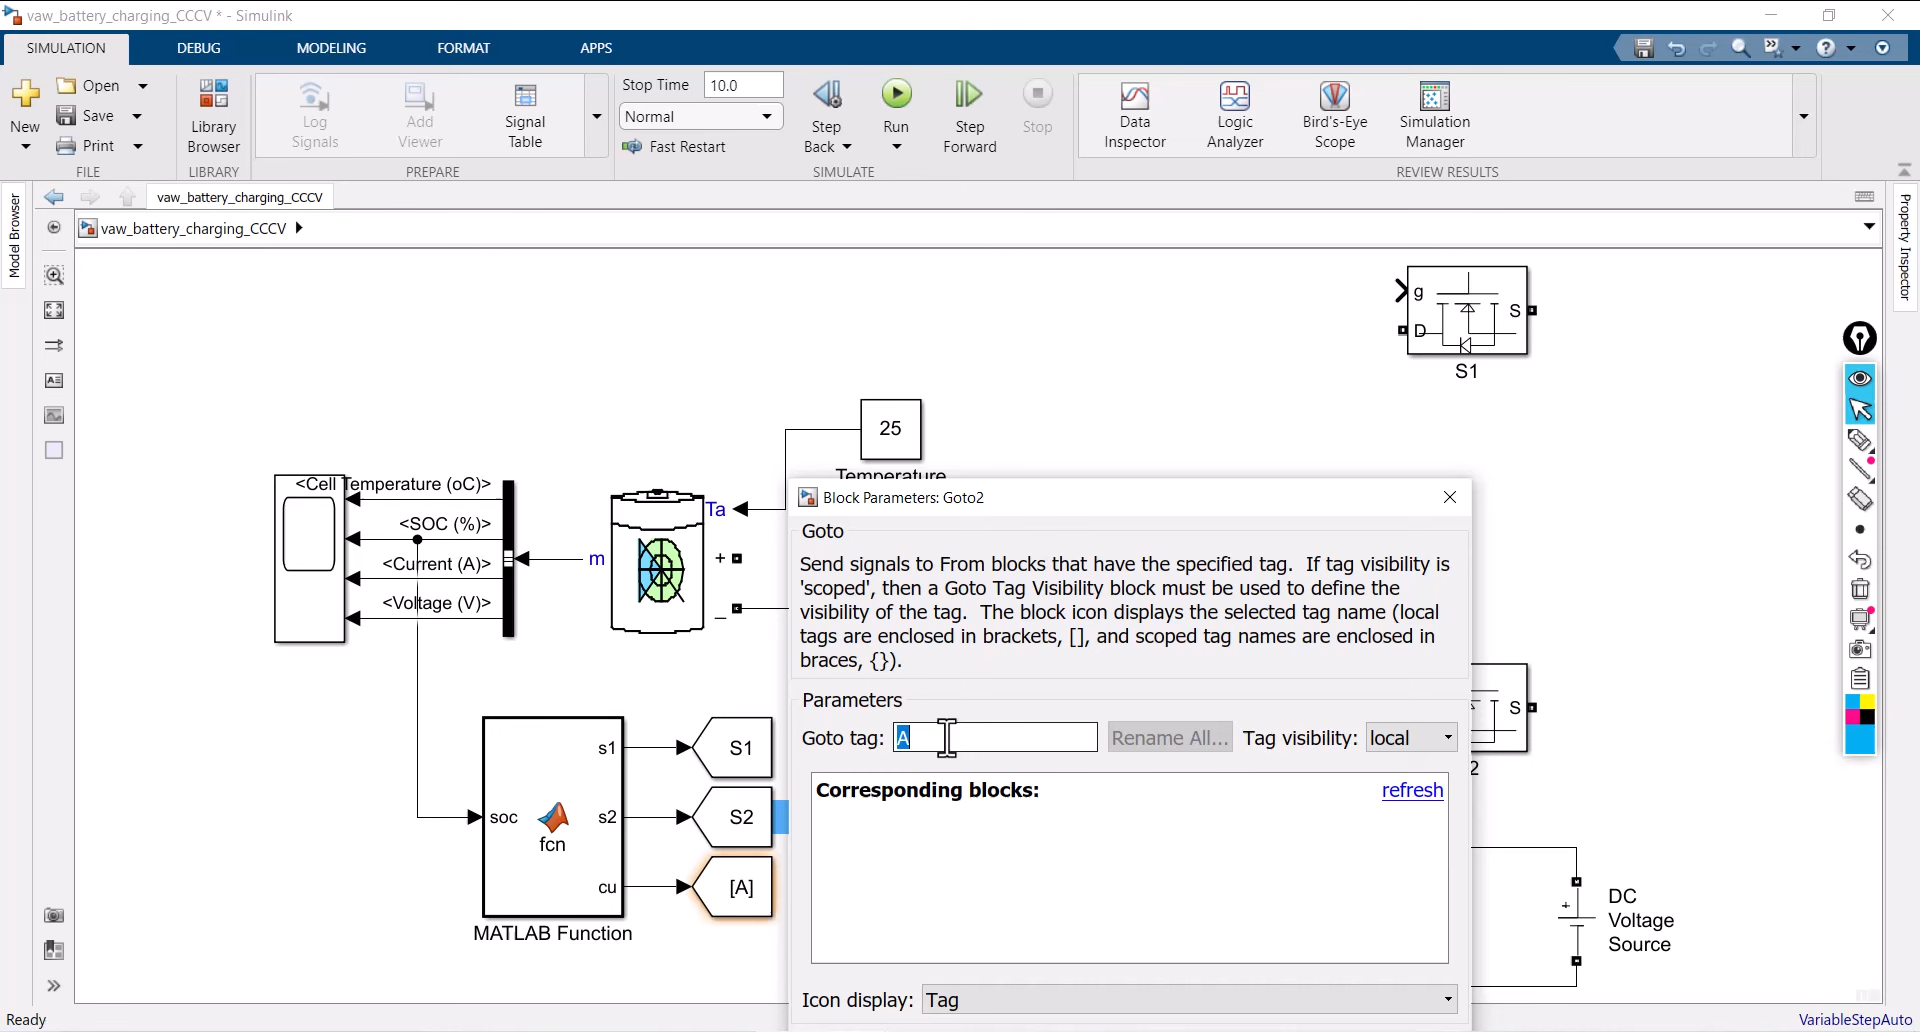 vaw_battery_charging_CCCV * - Simulink
SIMULATION
DEBUG
MODELING
FORMAT
APPS
New
Open
Save
Print
FILE
Library
Browser
LIBRARY
Log
Signals
Add
Viewer
Signal
Table
PREPARE
Stop Time
10.0
Normal
Fast Restart
Step
Back
Run
Step
Forward
Stop
SIMULATE
Data
Inspector
Logic
Analyzer
Bird's-Eye
Scope
Simulation
Manager
REVIEW RESULTS
Model Browser
vaw_battery_charging_CCCV
vaw_battery_charging_CCCV
Property Inspector
g
D
S
S1
25
Temperature
<Cell Temperature (oC)>
<SOC (%)>
<Current (A)>
<Voltage (V)>
m
Ta
+
–
soc
fcn
s1
s2
cu
MATLAB Function
S1
S2
[A]
Block Parameters: Goto2
Goto
Send signals to From blocks that have the specified tag. If tag visibility is
'scoped', then a Goto Tag Visibility block must be used to define the
visibility of the tag. The block icon displays the selected tag name (local
tags are enclosed in brackets, [], and scoped tag names are enclosed in
braces, {}).
Parameters
Goto tag:
A
Rename All...
Tag visibility:
local
Corresponding blocks:
refresh
Icon display:
Tag
S
2
+
DC
Voltage
Source
Ready
VariableStepAuto